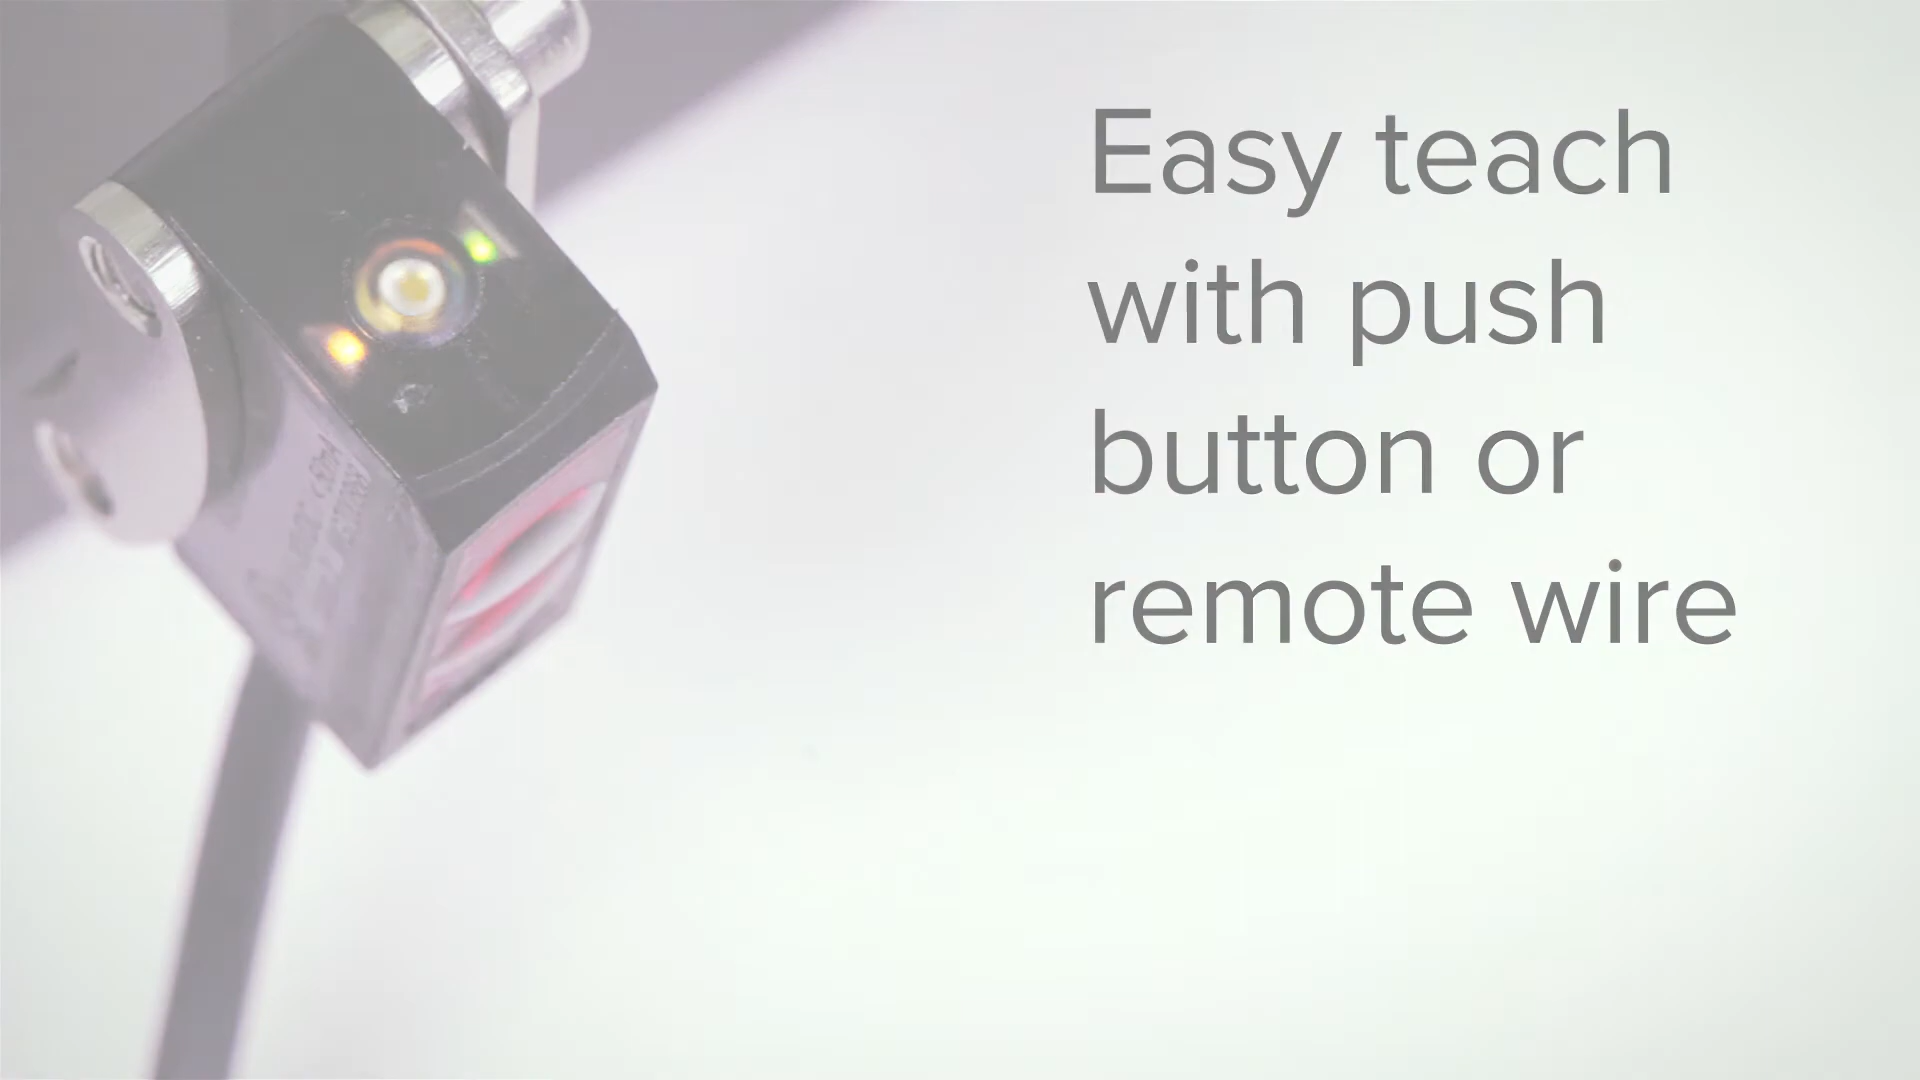 Easy teach
with push
button or
remote wire